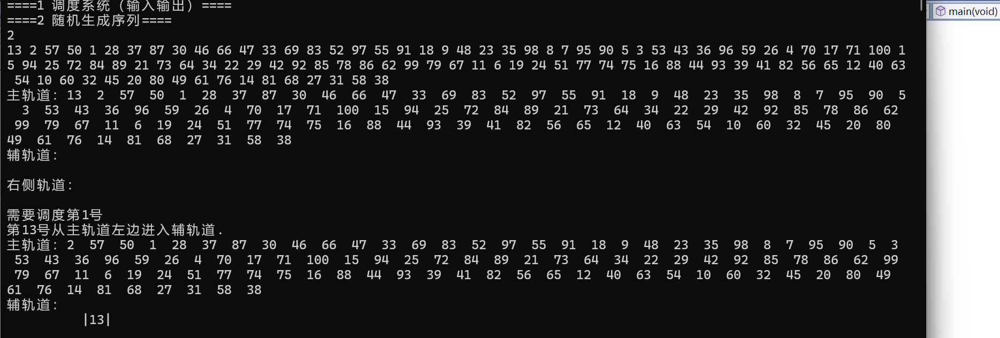 ====1 调度系统（输入输出）====
====2 随机生成序列====
main(void)
2
13 2 57 50 1 28 37 87 30 46 66 47 33 69 83 52 97 55 91 18 9 48 23 35 98 8 7 95 90 5 3 53 43 36 96 59 26 4 70 17 71 100 1
5 94 25 72 84 89 21 73 64 34 22 29 42 92 85 78 86 62 99 79 67 11 6 19 24 51 77 74 75 16 88 44 93 39 41 82 56 65 12 40 63
54 10 60 32 45 20 80 49 61 76 14 81 68 27 31 58 38
主轨道: 13 2 57 50 1 28 37 87 30 46 66 47 33 69 83 52 97 55 91 18 9 48 23 35 98 8 7 95 90 5
3 53 43 36 96 59 26 4 70 17 71 100 15 94 25 72 84 89 21 73 64 34 22 29 42 92 85 78 86 62
99 79 67 11 6 19 24 51 77 74 75 16 88 44 93 39 41 82 56 65 12 40 63 54 10 60 32 45 20 80
49 61 76 14 81 68 27 31 58 38
辅轨道:
右侧轨道:
需要调度第1号
第13号从主轨道左边进入辅轨道.
主轨道: 2 57 50 1 28 37 87 30 46 66 47 33 69 83 52 97 55 91 18 9 48 23 35 98 8 7 95 90 5 3
53 43 36 96 59 26 4 70 17 71 100 15 94 25 72 84 89 21 73 64 34 22 29 42 92 85 78 86 62 99
79 67 11 6 19 24 51 77 74 75 16 88 44 93 39 41 82 56 65 12 40 63 54 10 60 32 45 20 80 49
61 76 14 81 68 27 31 58 38
辅轨道:
|13|